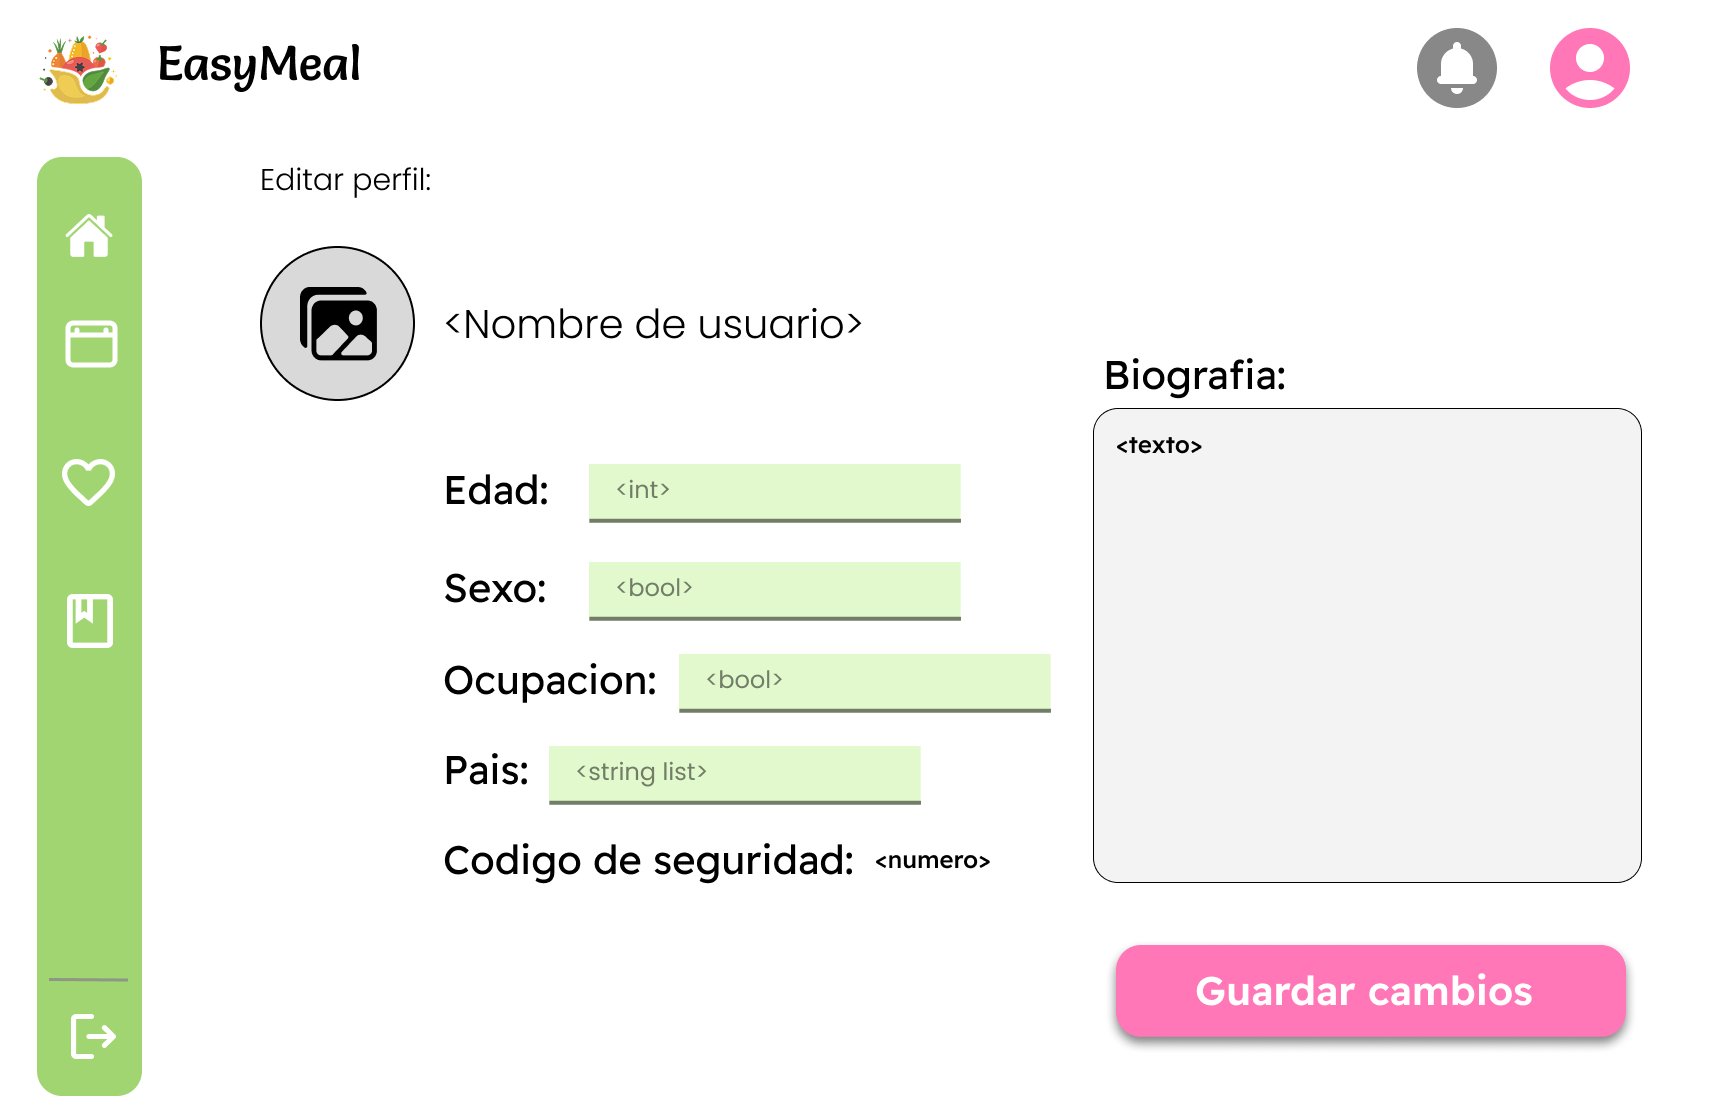 EasyMeal
Editar perfil:
<Nombre de usuario>
Biografia:
<texto>
Edad: <int>
Sexo: <bool>
Ocupacion: <bool>
Pais: <string list>
Codigo de seguridad: <numero>
Guardar cambios